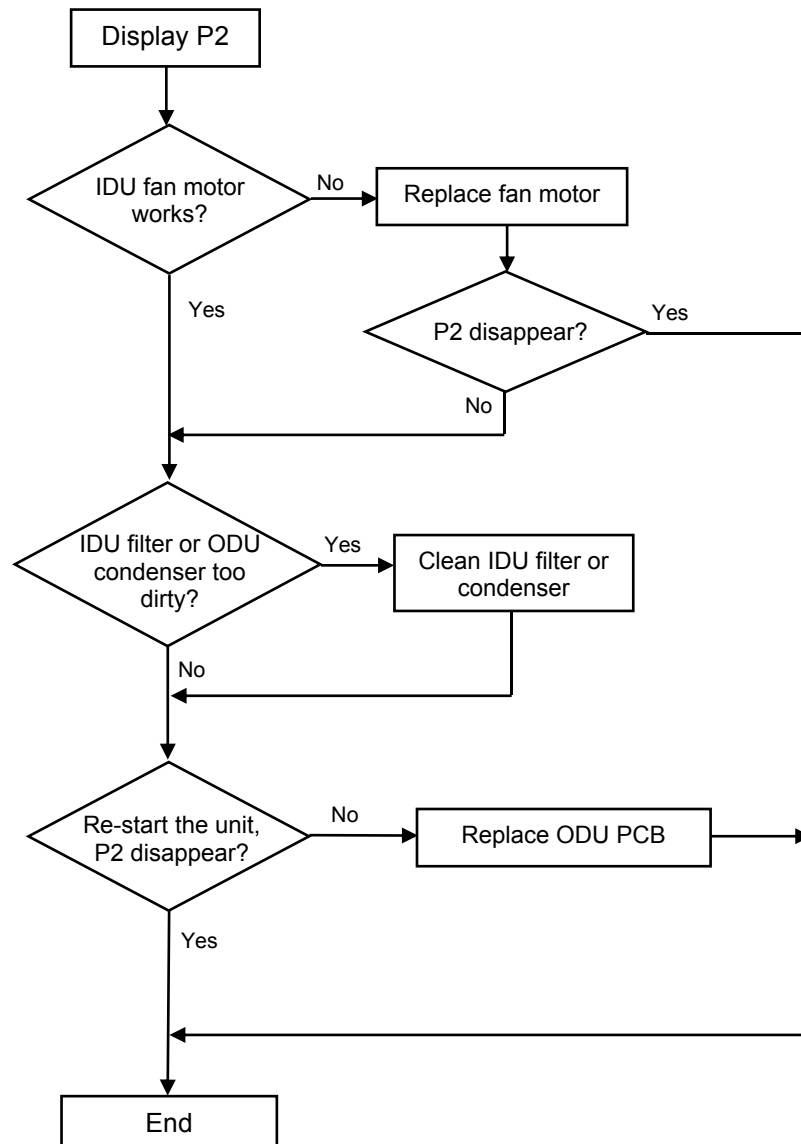 Display P2
IDU fan motor
works?
No
Replace fan motor
Yes
P2 disappear?
Yes
No
IDU filter or ODU
condenser too
dirty?
Yes
Clean IDU filter or
condenser
No
Re-start the unit,
P2 disappear?
No
Replace ODU PCB
Yes
End